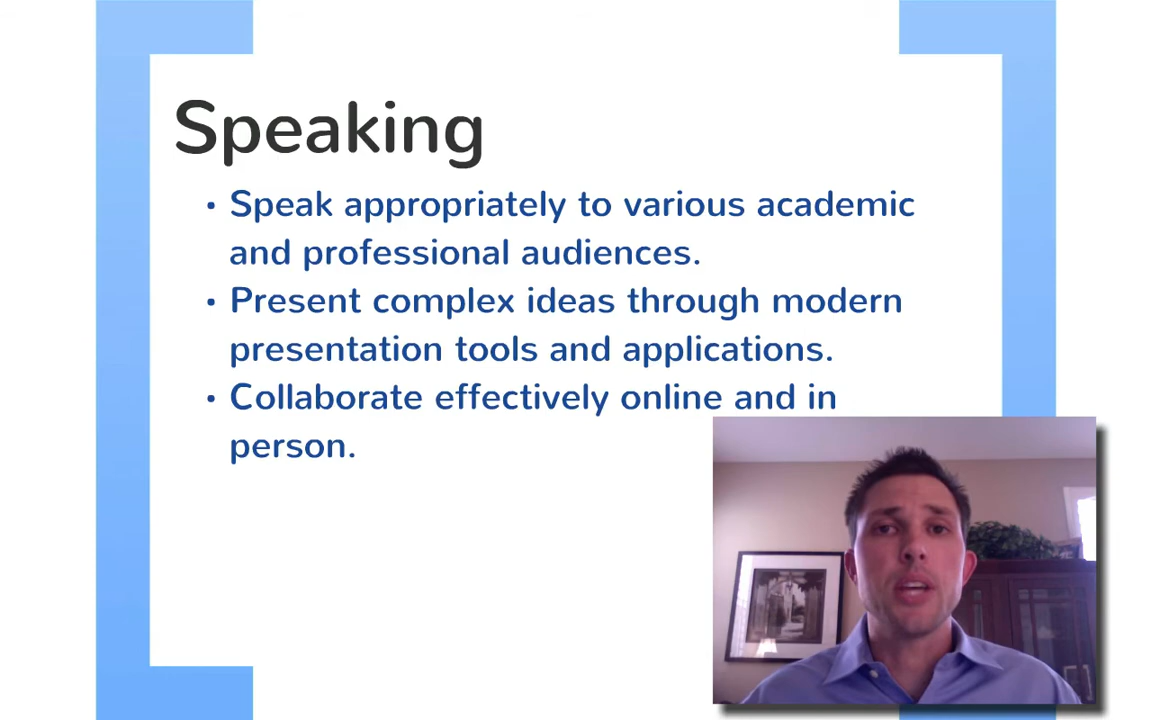 Speaking
• Speak appropriately to various academic
and professional audiences.
• Present complex ideas through modern
presentation tools and applications.
• Collaborate effectively online and in
person.